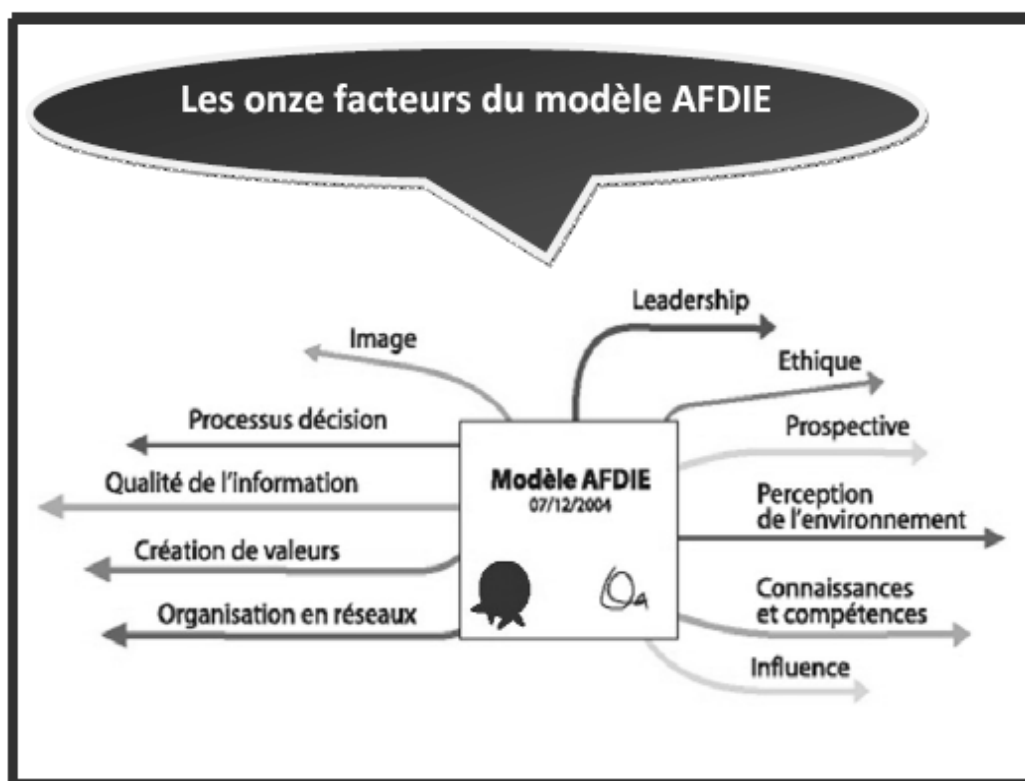 Les onze facteurs du modèle AFDIE
Leadership
Image
Ethique
Processus décision
Prospective
Qualité de l'information
Modèle AFDIE
07/12/2004
Perception
de l'environnement
Création de valeurs
Connaissances
et compétences
Organisation en réseaux
Influence